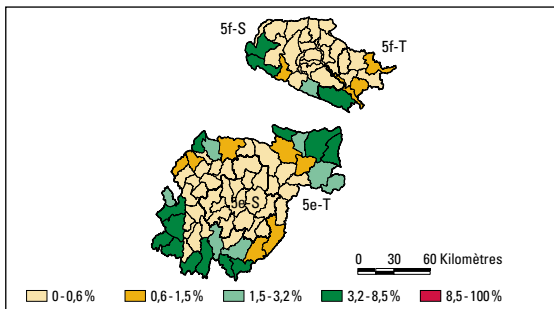 5f-S
5f-T
5e-S
5e-T
0 30 60 Kilomètres
0 - 0,6 % 0,6 - 1,5 % 1,5 - 3,2 % 3,2 - 8,5 % 8,5 - 100 %